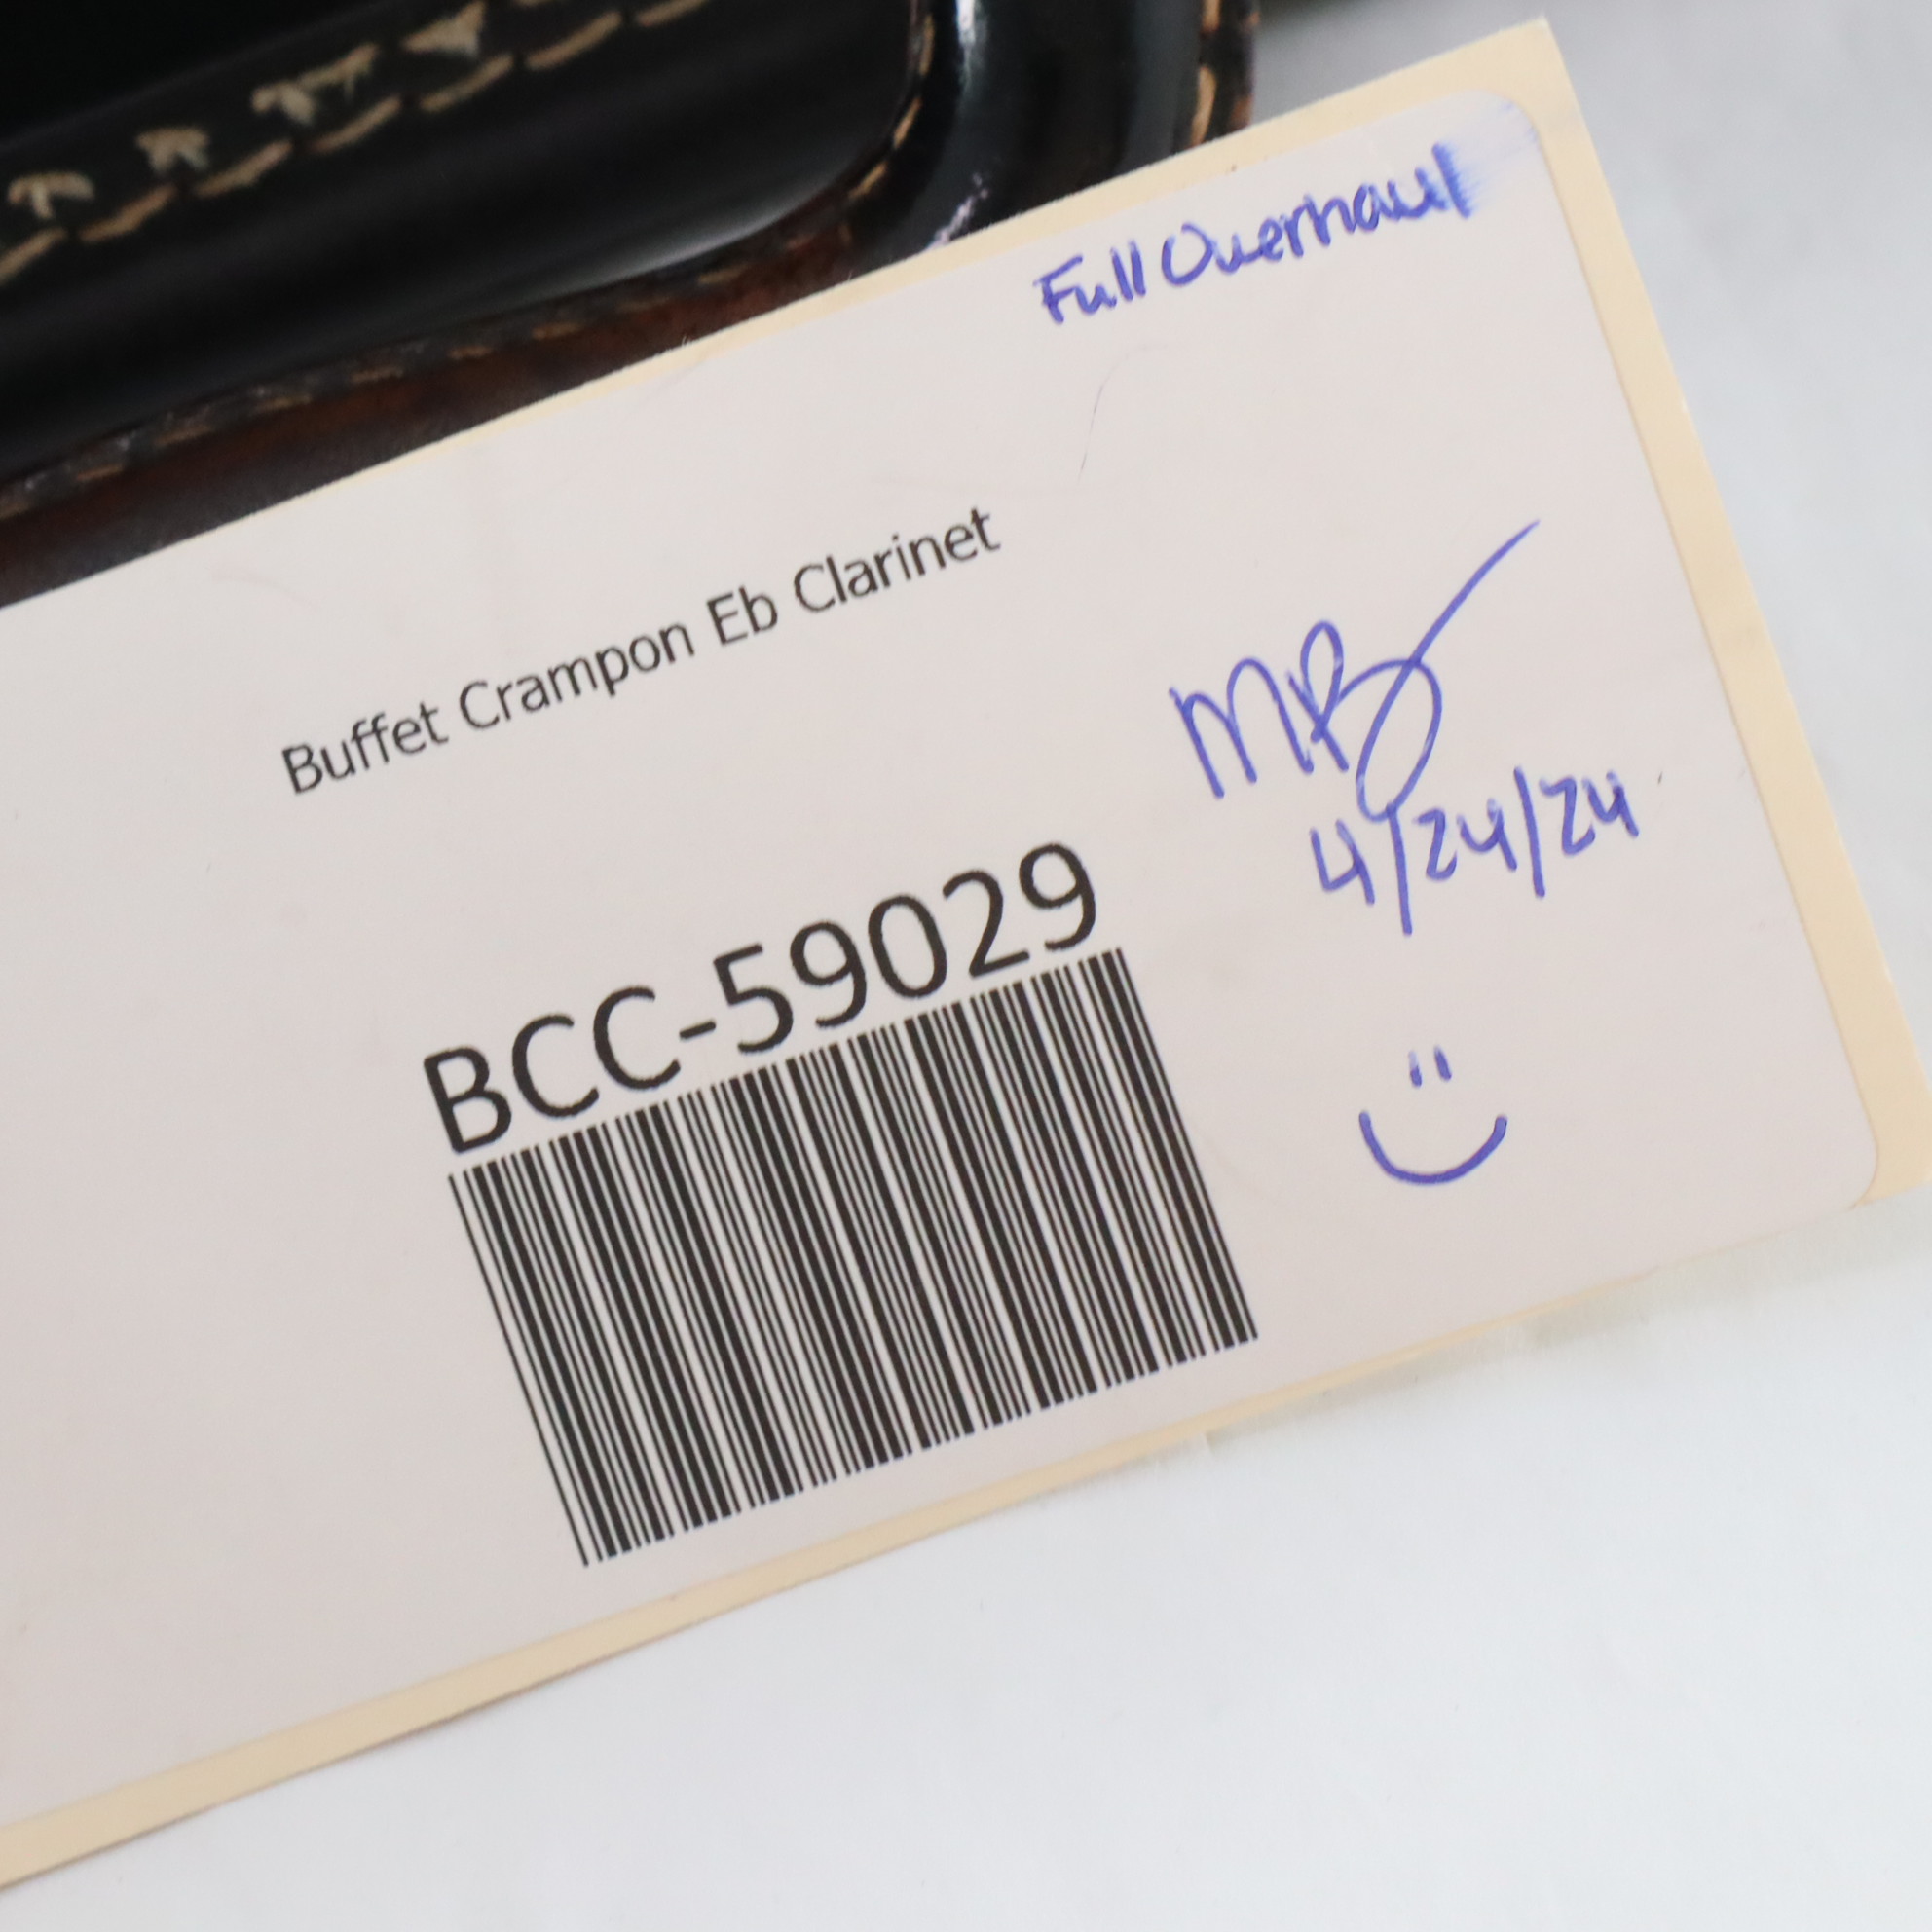 Full Overhaul
Buffet Crampon Eb Clarinet
MB
4/24/24
BCC-59029